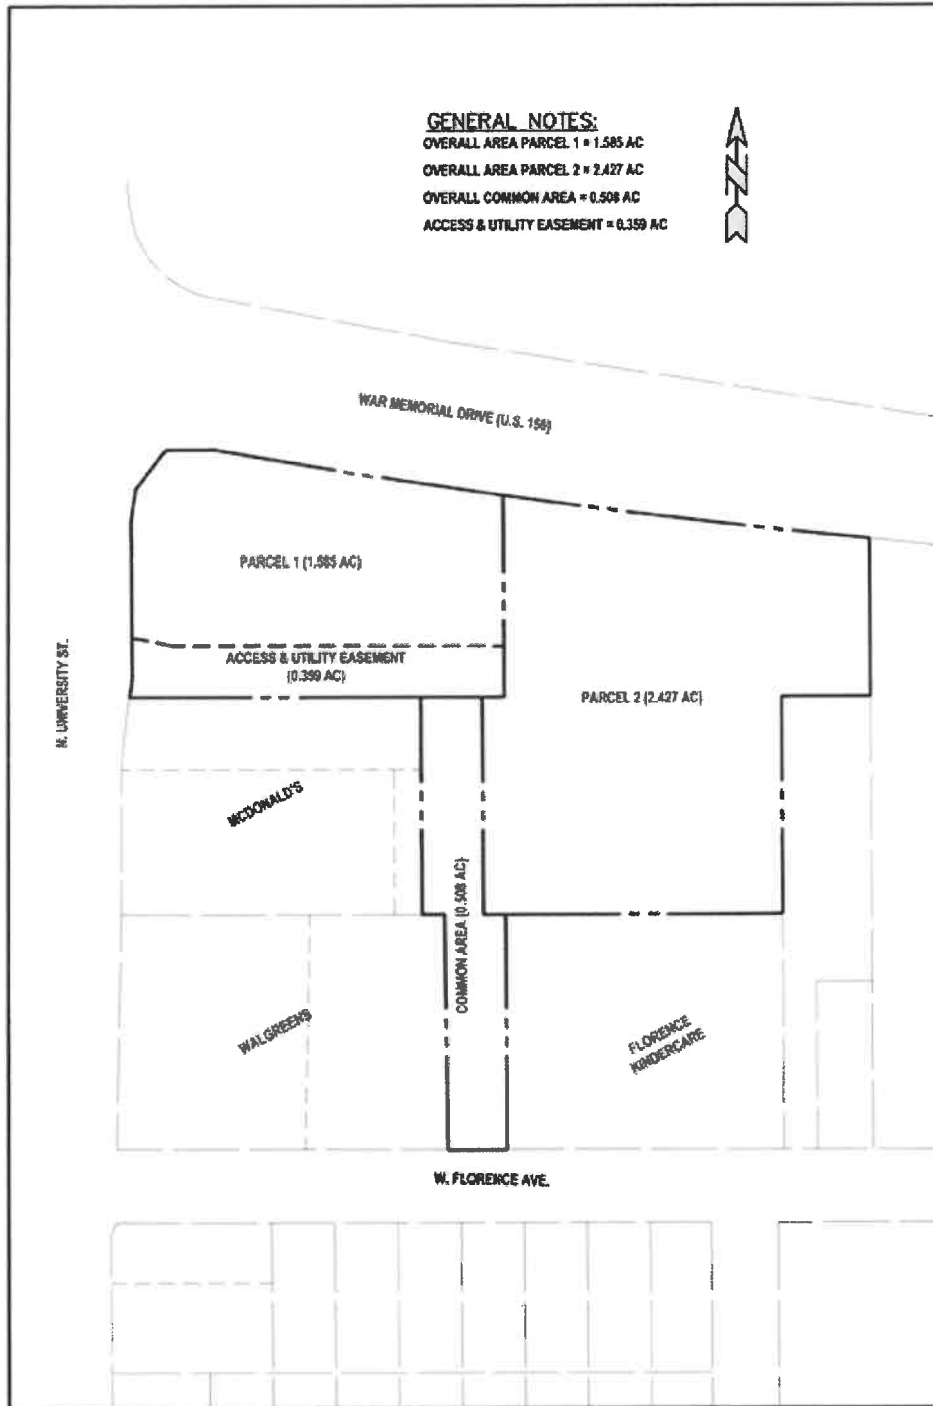 GENERAL NOTES:
OVERALL AREA PARCEL 1 = 1.585 AC
OVERALL AREA PARCEL 2 = 2.427 AC
OVERALL COMMON AREA = 0.508 AC
ACCESS & UTILITY EASEMENT = 0.359 AC
N
WAR MEMORIAL DRIVE (U.S. 150)
PARCEL 1 (1.585 AC)
ACCESS & UTILITY EASEMENT
(0.359 AC)
N. UNIVERSITY ST.
PARCEL 2 (2.427 AC)
MCDONALD'S
COMMON AREA (0.508 AC)
WALGREENS
FLORENCE
KINDERCARE
W. FLORENCE AVE.